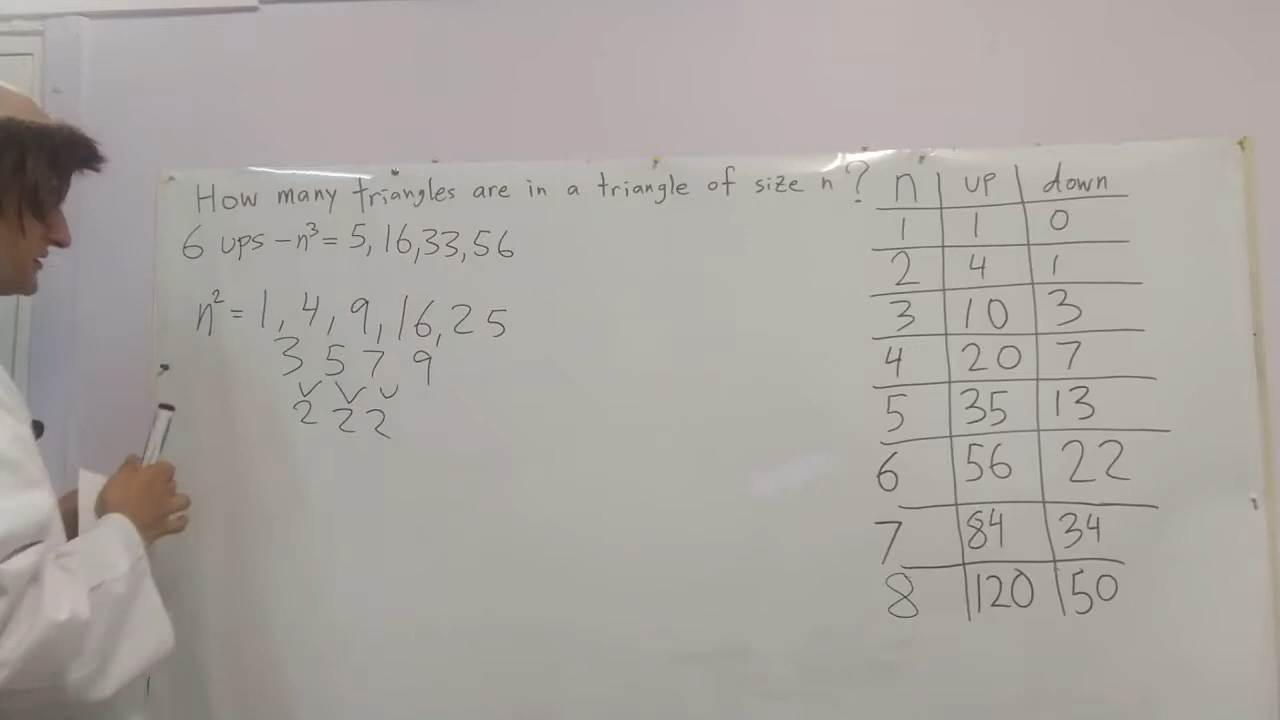 How many triangles are in a triangle of size n?
6 ups - n³ = 5, 16, 33, 56
n² = 1, 4, 9, 16, 25
3 5 7 9
2 2 2
n up down
1 1 0
2 4 1
3 10 3
4 20 7
5 35 13
6 56 22
7 84 34
8 120 50